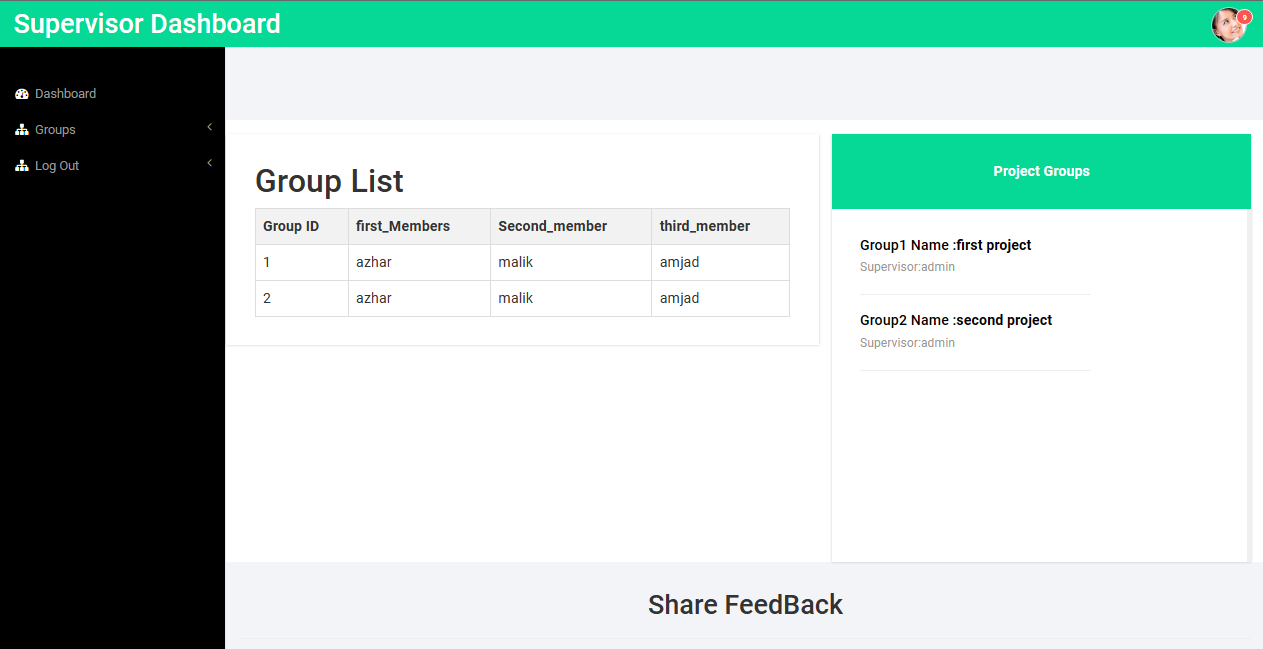 Supervisor Dashboard
9
Dashboard
Groups
Log Out
Group List
Group ID first_Members Second_member third_member
1 azhar malik amjad
2 azhar malik amjad
Project Groups
Group1 Name :first project
Supervisor:admin
Group2 Name :second project
Supervisor:admin
Share FeedBack